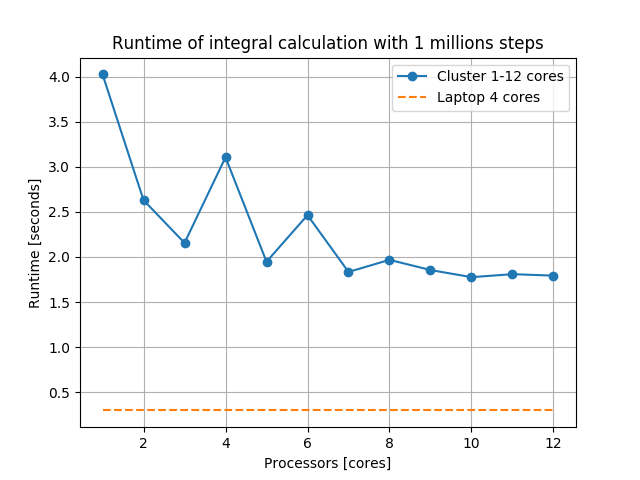 Runtime of integral calculation with 1 millions steps
Cluster 1-12 cores
Laptop 4 cores
Runtime [seconds]
4.0
3.5
3.0
2.5
2.0
1.5
1.0
0.5
2 4 6 8 10 12
Processors [cores]